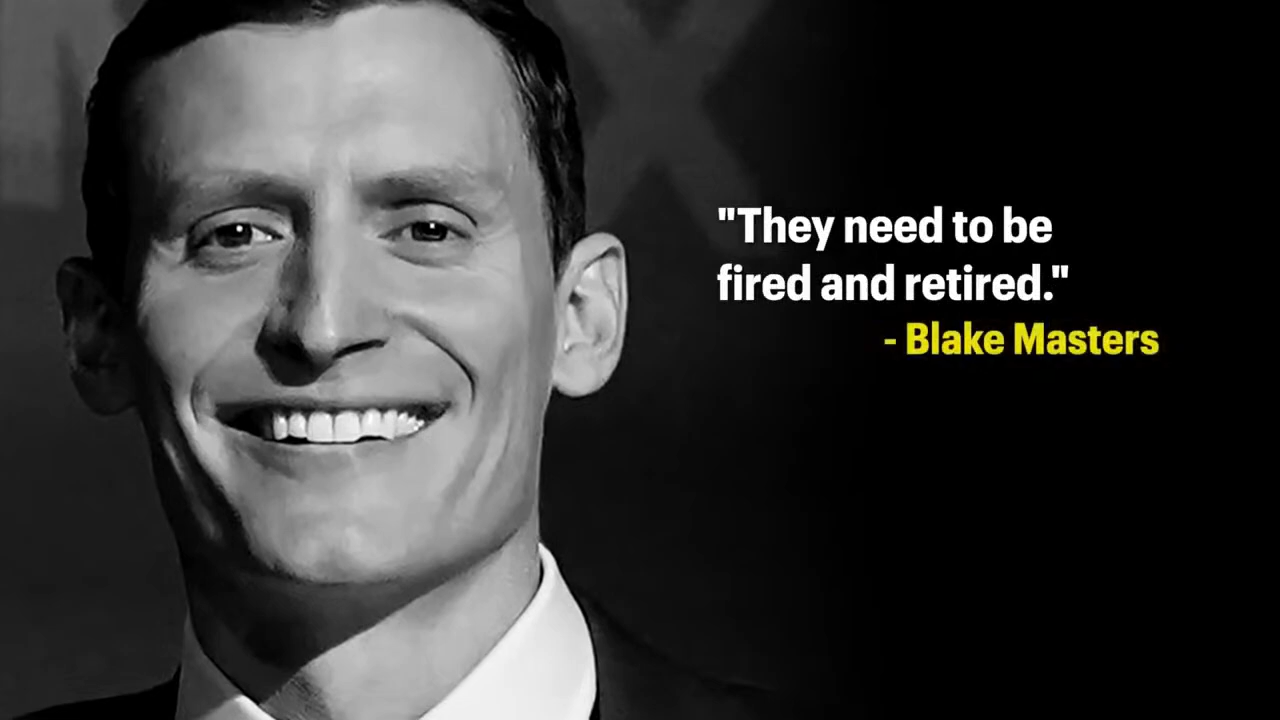 "They need to be
fired and retired."
- Blake Masters